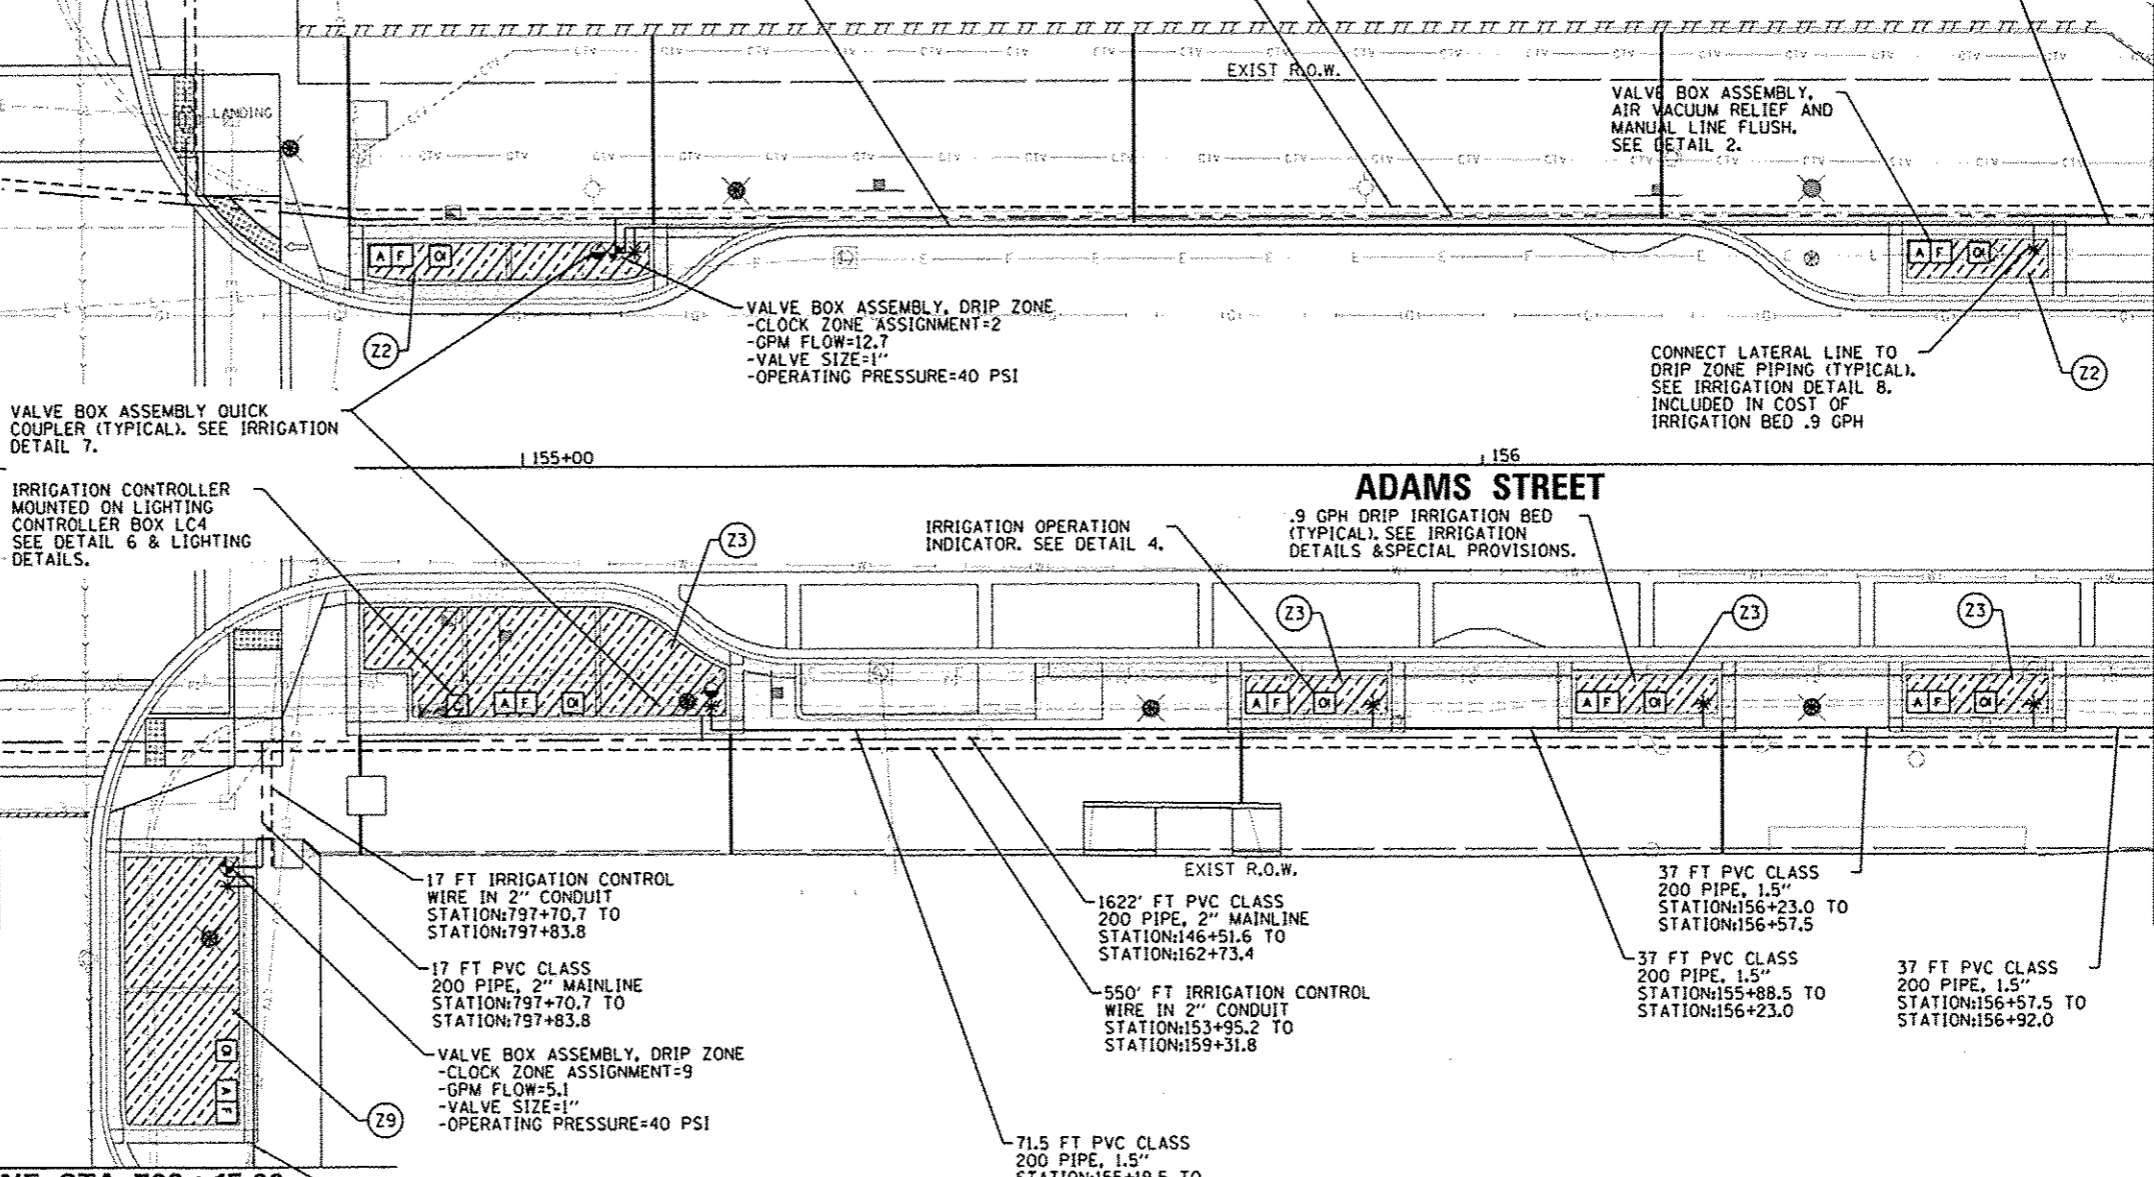 EXIST R.O.W.
LANDING
VALVE BOX ASSEMBLY,
AIR VACUUM RELIEF AND
MANUAL LINE FLUSH.
SEE DETAIL 2.
CTV CTV CTV CTV CTV CTV
A F OI
A F OI
E E E E E
Z2
VALVE BOX ASSEMBLY, DRIP ZONE
-CLOCK ZONE ASSIGNMENT=2
-GPM FLOW=12.7
-VALVE SIZE=1"
-OPERATING PRESSURE=40 PSI
CONNECT LATERAL LINE TO
DRIP ZONE PIPING (TYPICAL).
SEE IRRIGATION DETAIL 8.
INCLUDED IN COST OF
IRRIGATION BED .9 GPH
Z2
VALVE BOX ASSEMBLY QUICK
COUPLER (TYPICAL). SEE IRRIGATION
DETAIL 7.
155+00
156
ADAMS STREET
IRRIGATION CONTROLLER
MOUNTED ON LIGHTING
CONTROLLER BOX LC4
SEE DETAIL 6 & LIGHTING
DETAILS.
Z3
IRRIGATION OPERATION
INDICATOR. SEE DETAIL 4.
.9 GPH DRIP IRRIGATION BED
(TYPICAL). SEE IRRIGATION
DETAILS &SPECIAL PROVISIONS.
Z3
Z3
Z3
C A F OI
A F OI
A F OI
A F OI
EXIST R.O.W.
17 FT IRRIGATION CONTROL
WIRE IN 2" CONDUIT
STATION:797+70.7 TO
STATION:797+83.8
17 FT PVC CLASS
200 PIPE, 2" MAINLINE
STATION:797+70.7 TO
STATION:797+83.8
VALVE BOX ASSEMBLY, DRIP ZONE
-CLOCK ZONE ASSIGNMENT=9
-GPM FLOW=5.1
-VALVE SIZE=1"
-OPERATING PRESSURE=40 PSI
Z9
A F
1622' FT PVC CLASS
200 PIPE, 2" MAINLINE
STATION:146+51.6 TO
STATION:162+73.4
550' FT IRRIGATION CONTROL
WIRE IN 2" CONDUIT
STATION:153+95.2 TO
STATION:159+31.8
37 FT PVC CLASS
200 PIPE, 1.5"
STATION:156+23.0 TO
STATION:156+57.5
37 FT PVC CLASS
200 PIPE, 1.5"
STATION:155+88.5 TO
STATION:156+23.0
37 FT PVC CLASS
200 PIPE, 1.5"
STATION:156+57.5 TO
STATION:156+92.0
71.5 FT PVC CLASS
200 PIPE, 1.5"